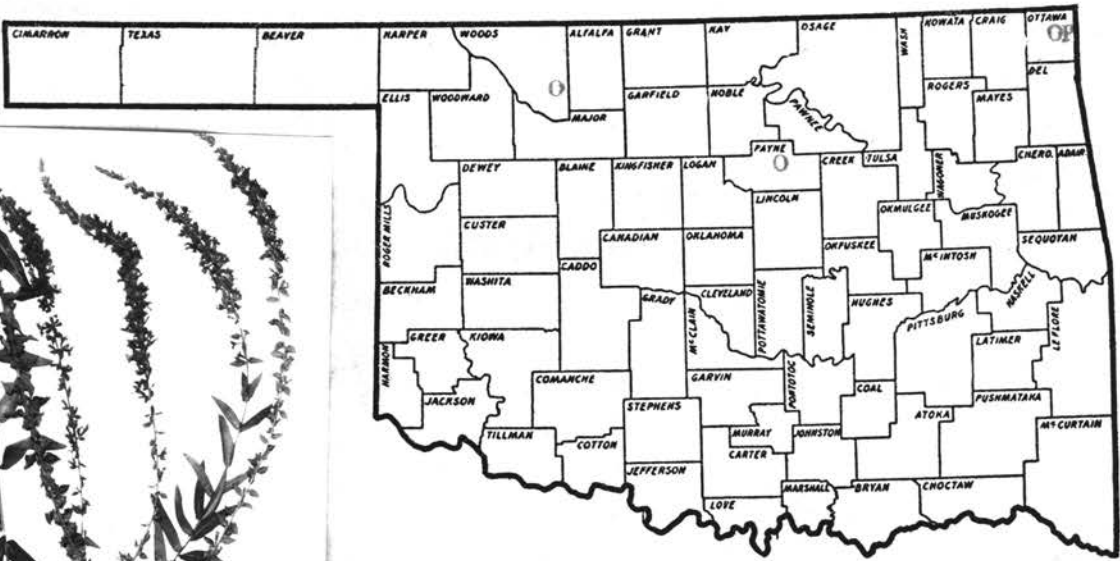 CIMARRON TEXAS BEAVER HARPER WOODS ALFALFA GRANT KAY OSAGE WASH NOWATA CRAIG OTTAWA
OP
DEL
ELLIS WOODWARD O GARFIELD NOBLE ROGERS MAYES
MAJOR PAWNEE
DEWEY BLAINE KINGFISHER LOGAN PAYNE CREEK TULSA WAGONER CHERO. ADAIR
O
LINCOLN
ROGER MILLS CUSTER OKMULGEE MUSKOGEE
CANADIAN OKLAHOMA OKFUSKEE SEQUOYAH
CADDO McINTOSH
BECKHAM WASHITA GRADY CLEVELAND POTTAWATOMIE SEMINOLE HUGHES HASKELL
McCLAIN PITTSBURG LE FLORE
GREER KIOWA LATIMER
HARMON COMANCHE GARVIN PONTOTOC COAL
JACKSON STEPHENS ATOKA PUSHMATAKA
TILLMAN COTTON MURRAY JOHNSTON McCURTAIN
CARTER
JEFFERSON
LOVE MARSHALL BRYAN CHOCTAW